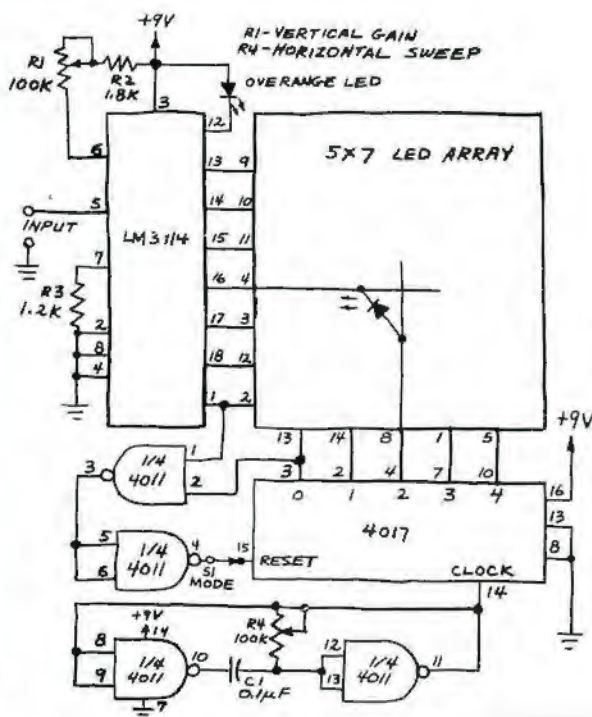 +9V
R1-VERTICAL GAIN
R4-HORIZONTAL SWEEP
R1
100K
R2
1.8K
OVERANGE LED
3
12
6
13 9
5X7 LED ARRAY
5
14 10
INPUT
LM3914
15 11
7
16 4
R3
1.2K
17 3
2
8
18 12
4
1 2
+9V
13 14 8 1 5
3 2 4 7 10
16
0 1 2 3 4
1
3
1/4
4011
2
13
4017
8
5
1/4
4011
4
15
RESET
6
S1
MODE
CLOCK
14
+9V
14
R4
100K
8
12
1/4
4011
10
1/4
4011
11
9
13
C1
0.1µF
7